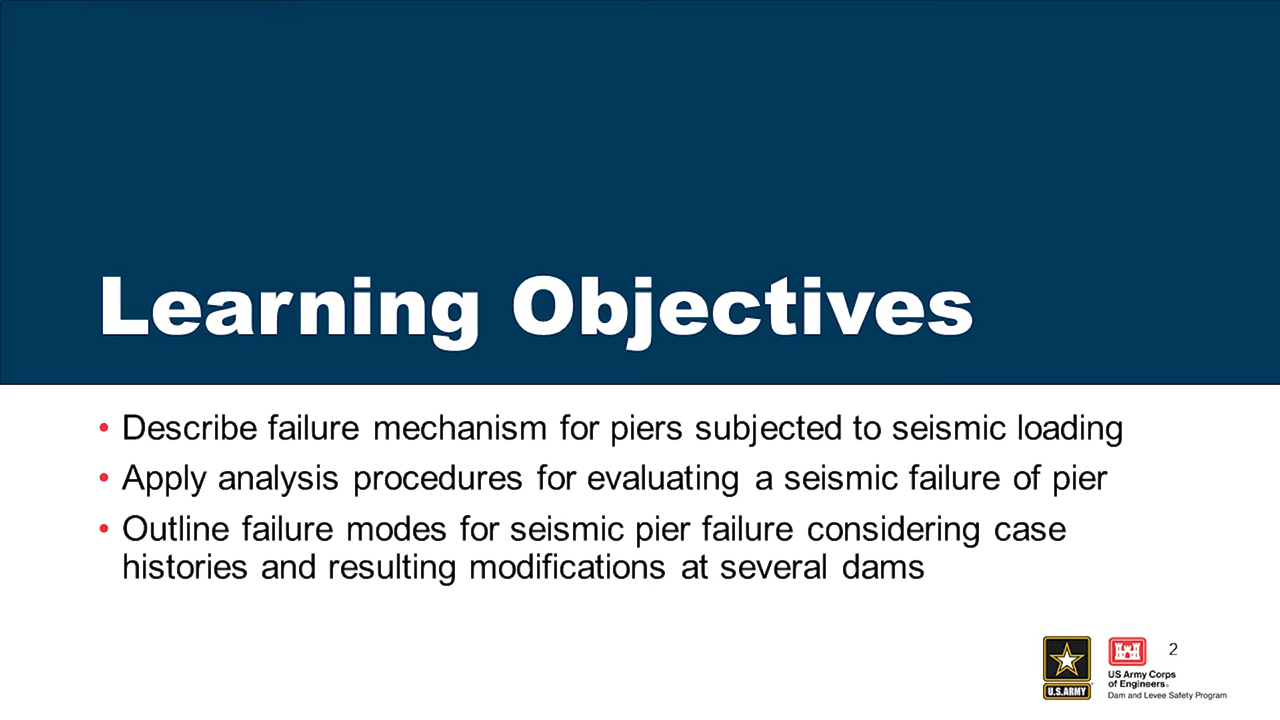 Learning Objectives
• Describe failure mechanism for piers subjected to seismic loading
• Apply analysis procedures for evaluating a seismic failure of pier
• Outline failure modes for seismic pier failure considering case
histories and resulting modifications at several dams
2
U.S.ARMY
US Army Corps
of Engineers®
Dam and Levee Safety Program